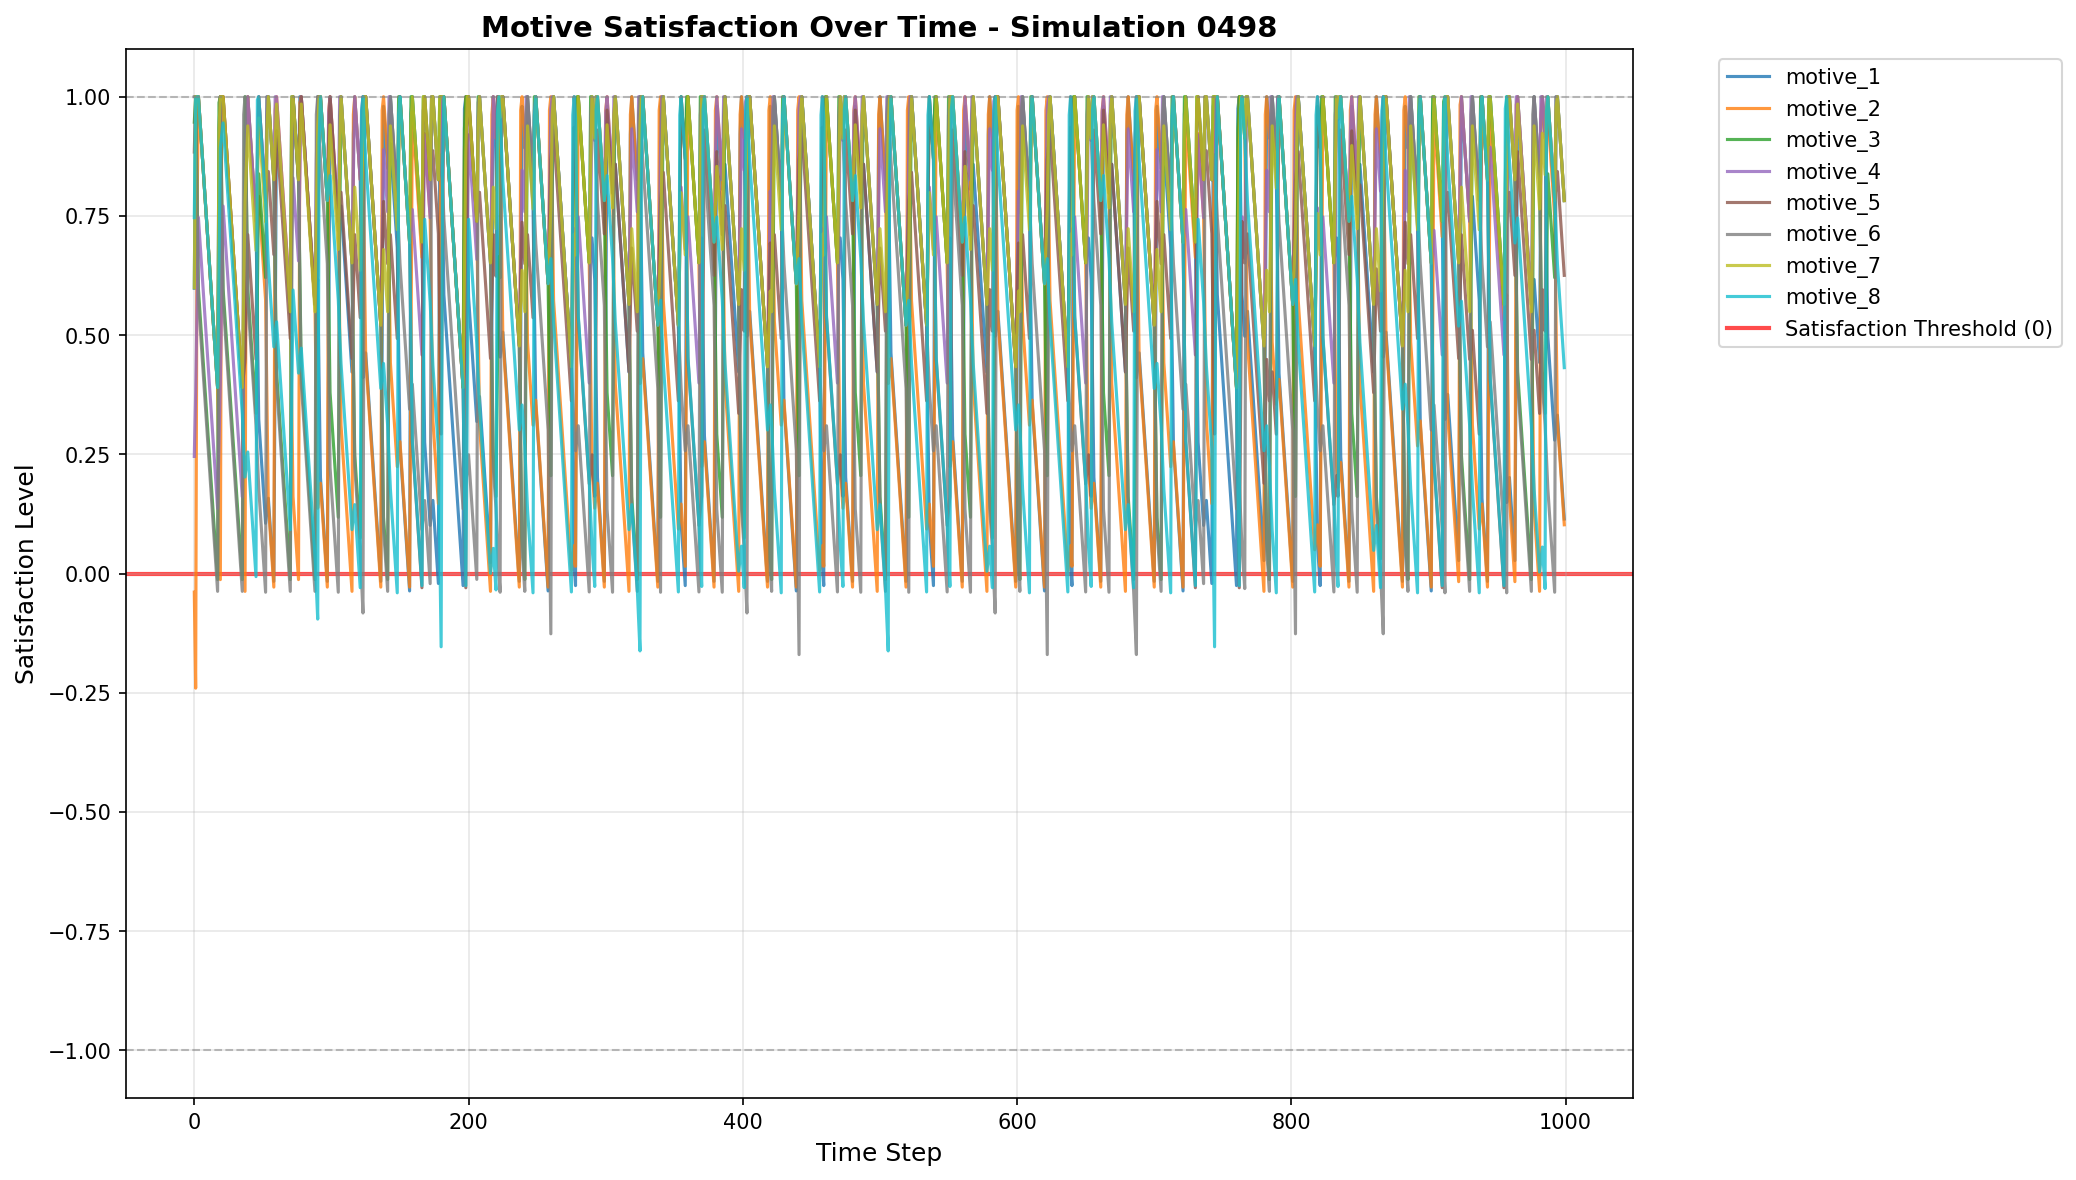 Motive Satisfaction Over Time - Simulation 0498
Satisfaction Level
1.00
0.75
0.50
0.25
0.00
−0.25
−0.50
−0.75
−1.00
0
200
400
600
800
1000
Time Step
motive_1
motive_2
motive_3
motive_4
motive_5
motive_6
motive_7
motive_8
Satisfaction Threshold (0)